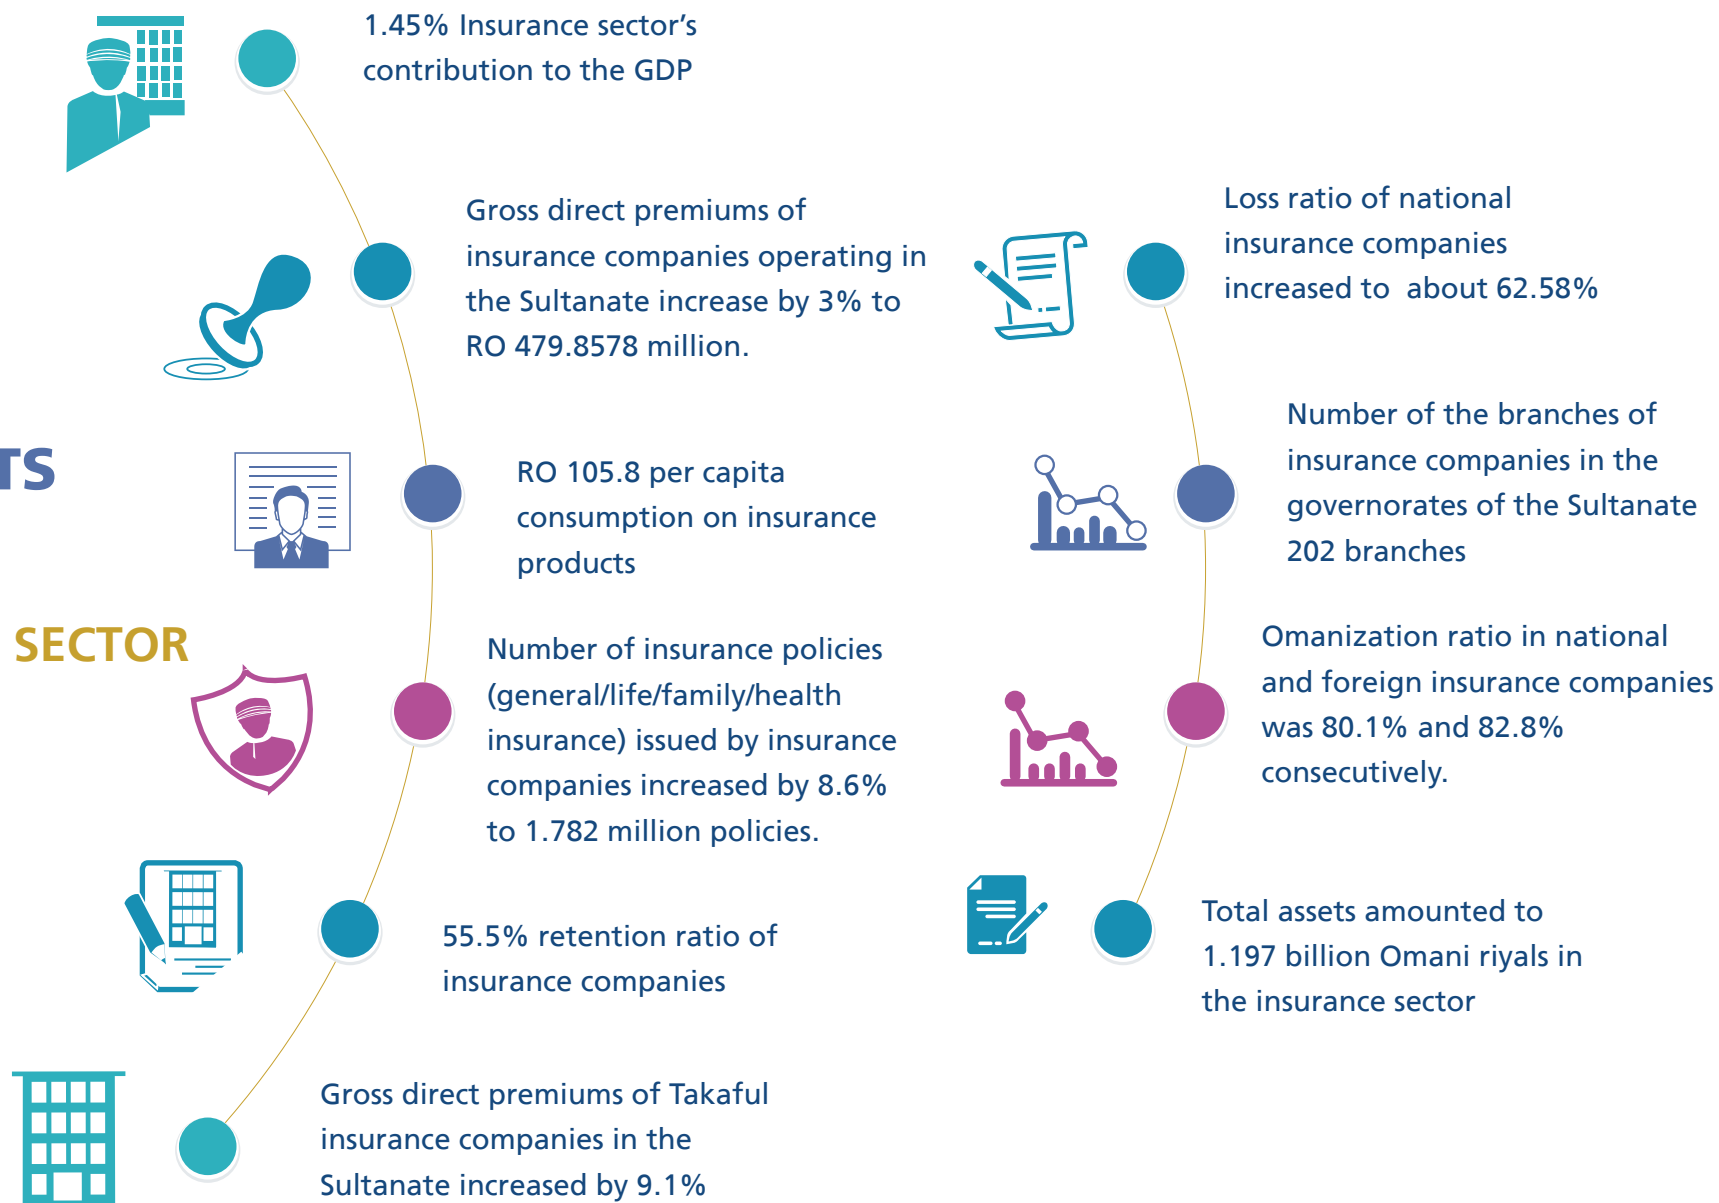 1.45% Insurance sector's
contribution to the GDP
Gross direct premiums of
insurance companies operating in
the Sultanate increase by 3% to
RO 479.8578 million.
TS
RO 105.8 per capita
consumption on insurance
products
SECTOR
Number of insurance policies
(general/life/family/health
insurance) issued by insurance
companies increased by 8.6%
to 1.782 million policies.
55.5% retention ratio of
insurance companies
Gross direct premiums of Takaful
insurance companies in the
Sultanate increased by 9.1%
Loss ratio of national
insurance companies
increased to  about 62.58%
Number of the branches of
insurance companies in the
governorates of the Sultanate
202 branches
Omanization ratio in national
and foreign insurance companies
was 80.1% and 82.8%
consecutively.
Total assets amounted to
1.197 billion Omani riyals in
the insurance sector